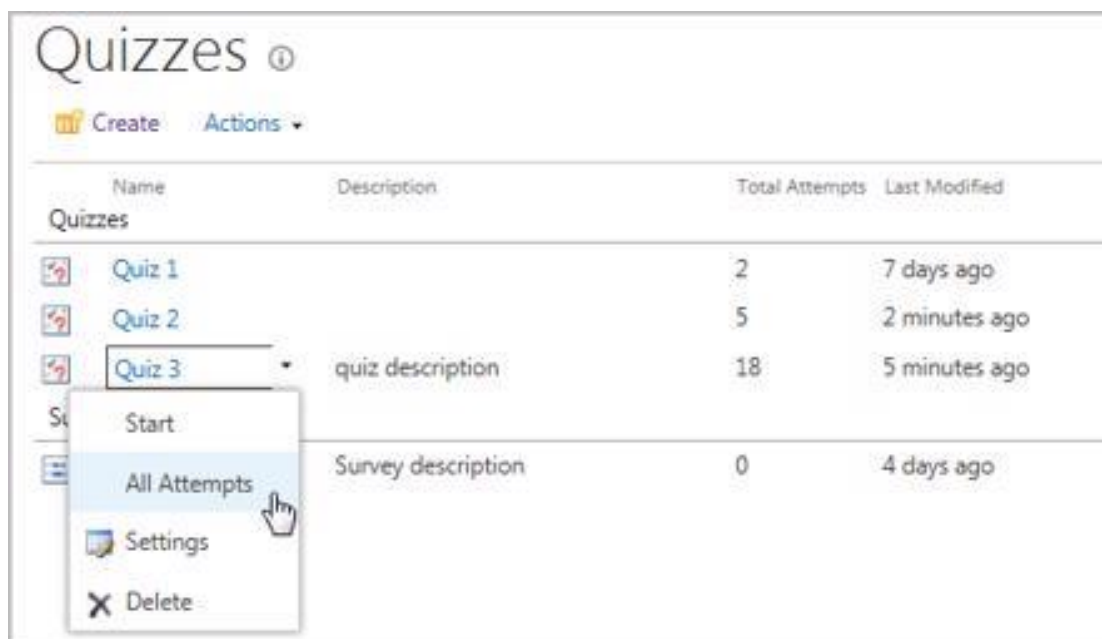 Quizzes
Create Actions
Name Description Total Attempts Last Modified
Quizzes
Quiz 1 2 7 days ago
Quiz 2 5 2 minutes ago
Quiz 3 quiz description 18 5 minutes ago
Start
Survey description 0 4 days ago
All Attempts
Settings
Delete